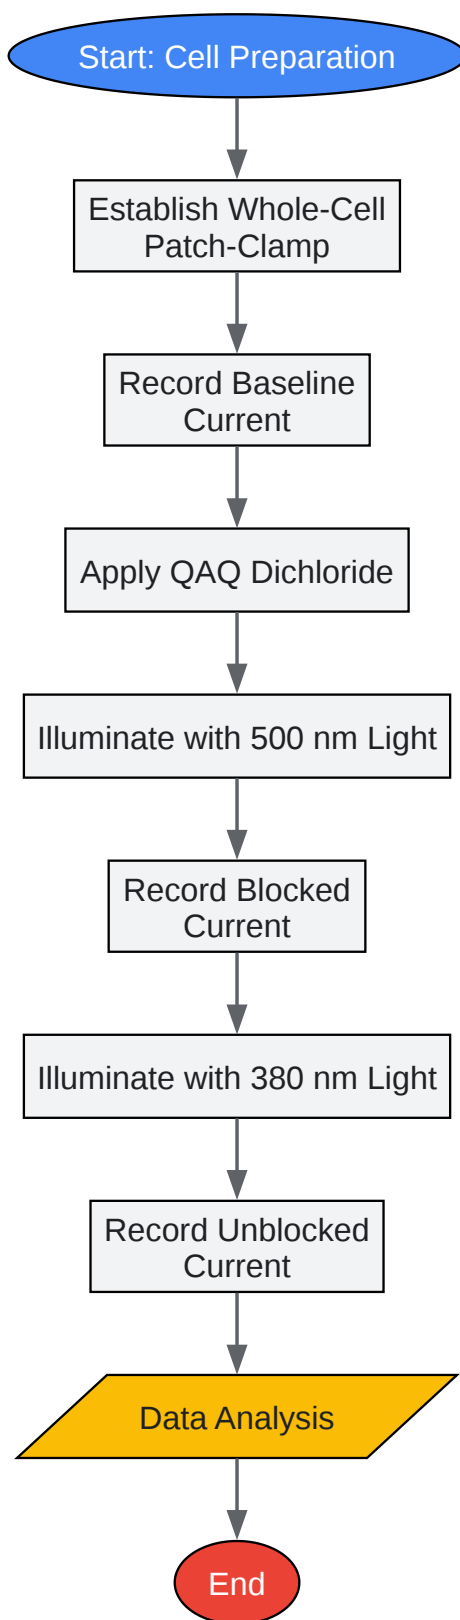 Start: Cell Preparation
Establish Whole-Cell
Patch-Clamp
Record Baseline
Current
Apply QAQ Dichloride
Illuminate with 500 nm Light
Record Blocked
Current
Illuminate with 380 nm Light
Record Unblocked
Current
Data Analysis
End